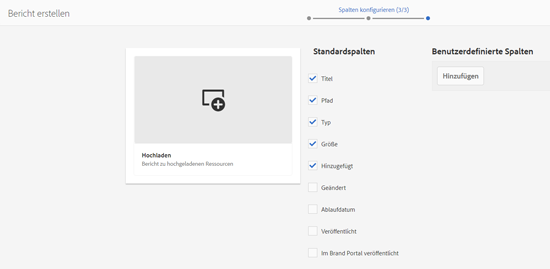 Bericht erstellen
Spalten konfigurieren (3/3)
Standardspalten
Benutzerdefinierte Spalten
Titel
Hinzufügen
Pfad
Typ
Größe
Hochladen
Bericht zu hochgeladenen Ressourcen
Hinzugefügt
Geändert
Ablaufdatum
Veröffentlicht
Im Brand Portal veröffentlicht